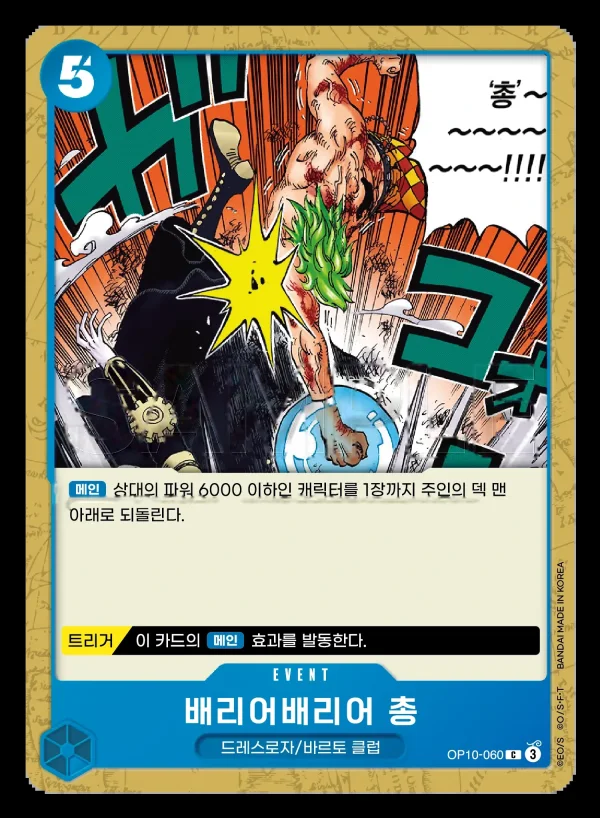 5
'총'~
~~~~
~~~!!!!
SAMPLE
메인 상대의 파워 6000 이하인 캐릭터를 1장까지 주인의 덱 맨
아래로 되돌린다.
트리거 이 카드의 메인 효과를 발동한다.
EVENT
배리어배리어 총
드레스로자/바르토 클럽
OP10-060 C 3
©EO/S ©O/S·F·T BANDAI MADE IN KOREA